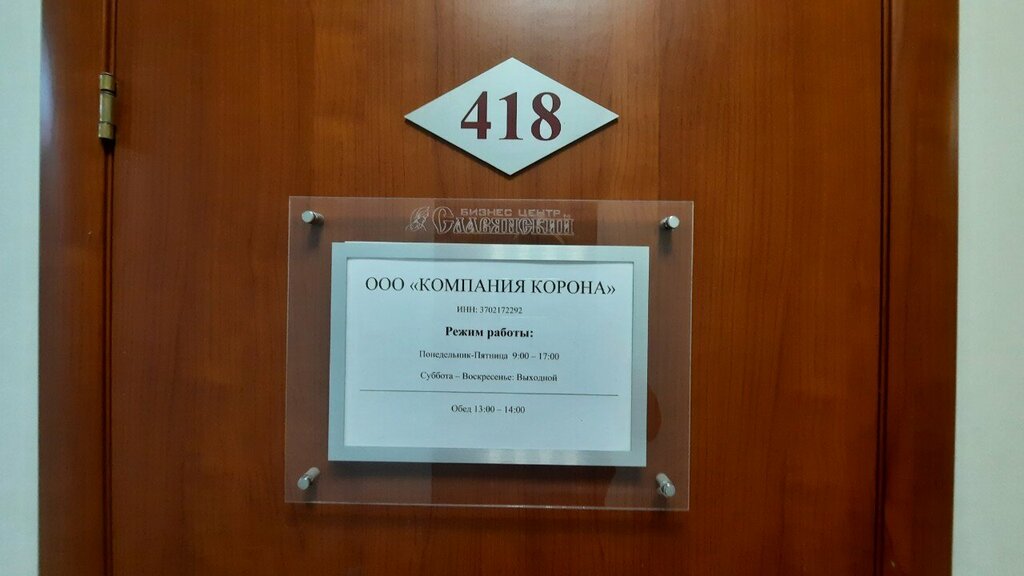 418
БИЗНЕС ЦЕНТР
Славянский
ООО «КОМПАНИЯ КОРОНА»
ИНН: 3702172292
Режим работы:
Понедельник-Пятница 9:00 – 17:00
Суббота – Воскресенье: Выходной
Обед 13:00 – 14:00